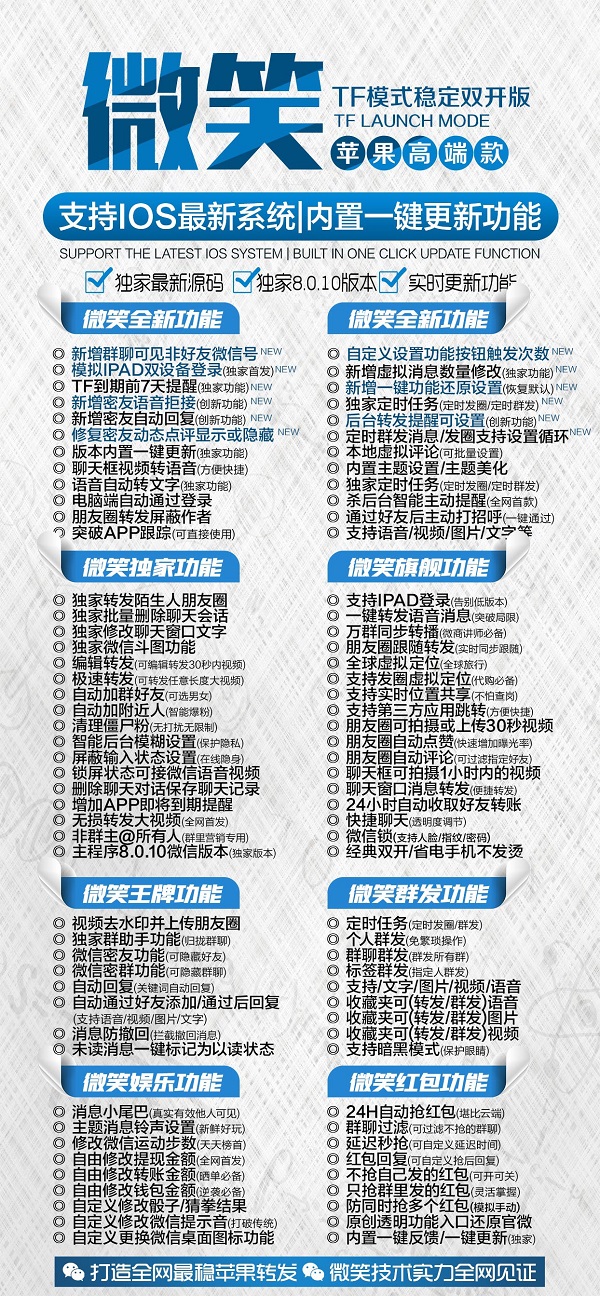 微笑
TF模式稳定双开版
TF LAUNCH MODE
苹果高端款
支持IOS最新系统|内置一键更新功能
SUPPORT THE LATEST IOS SYSTEM | BUILT IN ONE CLICK UPDATE FUNCTION
独家最新源码 独家8.0.10版本 实时更新功能
微笑全新功能
新增群聊可见非好友微信号 NEW
模拟IPAD双设备登录(独家首发) NEW
TF到期前7天提醒(独家功能) NEW
新增密友语音拒接(创新功能) NEW
新增密友自动回复(创新功能) NEW
修复密友动态点评显示或隐藏 NEW
版本内置一键更新(独家功能)
聊天框视频转语音(方便快捷)
语音自动转文字(独家功能)
电脑端自动通过登录
朋友圈转发屏蔽作者
突破APP跟踪(可直接使用)
微笑全新功能
自定义设置功能按钮触发次数 NEW
新增虚拟消息数量修改(独家功能) NEW
新增一键功能还原设置(恢复默认) NEW
独家定时任务(定时发圈/定时群发) NEW
后台转发提醒可设置(创新功能) NEW
定时群发消息/发圈支持设置循环 NEW
本地虚拟评论(可批量设置)
内置主题设置/主题美化
独家定时任务(定时发圈/定时群发)
杀后台智能主动提醒(全网首款)
通过好友后主动打招呼(一键通过)
支持语音/视频/图片/文字等
微笑独家功能
独家转发陌生人朋友圈
独家批量删除聊天会话
独家修改聊天窗口文字
独家微信斗图功能
编辑转发(可编辑转发30秒内视频)
极速转发(可转发任意长度大视频)
自动加群好友(可选男女)
自动加附近人(智能爆粉)
清理僵尸粉(无打扰无限制)
智能后台模糊设置(保护隐私)
屏蔽输入状态设置(在线隐身)
锁屏状态可接微信语音视频
删除聊天对话保存聊天记录
增加APP即将到期提醒
无损转发大视频(全网首发)
非群主@所有人(群里营销专用)
主程序8.0.10微信版本(独家版本)
微笑旗舰功能
支持IPAD登录(告别低版本)
一键转发语音消息(突破局限)
万群同步转播(微商讲师必备)
朋友圈跟随转发(实时同步跟随)
全球虚拟定位(全球旅行)
支持发圈虚拟定位(代购必备)
支持实时位置共享(不怕查岗)
支持第三方应用跳转(方便快捷)
朋友圈可拍摄或上传30秒视频
朋友圈自动点赞(快速增加曝光率)
朋友圈自动评论(可过滤指定好友)
聊天框可拍摄1小时内的视频
聊天窗口消息转发(便捷转发)
24小时自动收取好友转账
快捷聊天(透明度调节)
微信锁(支持人脸/指纹/密码)
经典双开/省电手机不发烫
微笑王牌功能
视频去水印并上传朋友圈
独家群助手功能(归拢群聊)
微信密友功能(可隐藏好友)
微信密群功能(可隐藏群聊)
自动回复(关键词自动回复)
自动通过好友添加/通过后回复
(支持语音/视频/图片/文字)
消息防撤回(拦截撤回消息)
未读消息一键标记为以读状态
微笑群发功能
定时任务(定时发圈/群发)
个人群发(免繁琐操作)
群聊群发(群发所有群)
标签群发(指定人群发)
支持/文字/图片/视频/语音
收藏夹可(转发/群发)语音
收藏夹可(转发/群发)图片
收藏夹可(转发/群发)视频
支持暗黑模式(保护眼睛)
微笑娱乐功能
消息小尾巴(真实有效他人可见)
主题消息铃声设置(新鲜好玩)
修改微信运动步数(天天榜首)
自由修改提现金额(全网首发)
自由修改转账金额(晒单必备)
自由修改钱包金额(逆袭必备)
自定义修改骰子/猜拳结果
自定义修改微信提示音(打破传统)
自定义更换微信桌面图标功能
微笑红包功能
24H自动抢红包(堪比云端)
群聊过滤(可过滤不抢的群聊)
延迟秒抢(可自定义延迟时间)
红包回复(可自定义抢后回复)
不抢自己发的红包(可开可关)
只抢群里发的红包(灵活掌握)
防同时抢多个红包(模拟手动)
原创透明功能入口还原官微
内置一键反馈/一键更新(独家)
打造全网最稳苹果转发 微笑技术实力全网见证